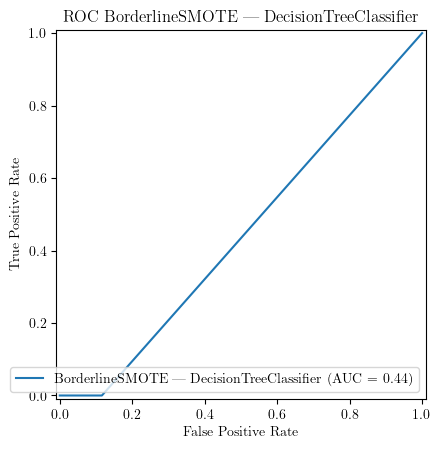 ROC BorderlineSMOTE — DecisionTreeClassifier
1.0
0.8
0.6
0.4
0.2
0.0
True Positive Rate
BorderlineSMOTE — DecisionTreeClassifier (AUC = 0.44)
0.0 0.2 0.4 0.6 0.8 1.0
False Positive Rate